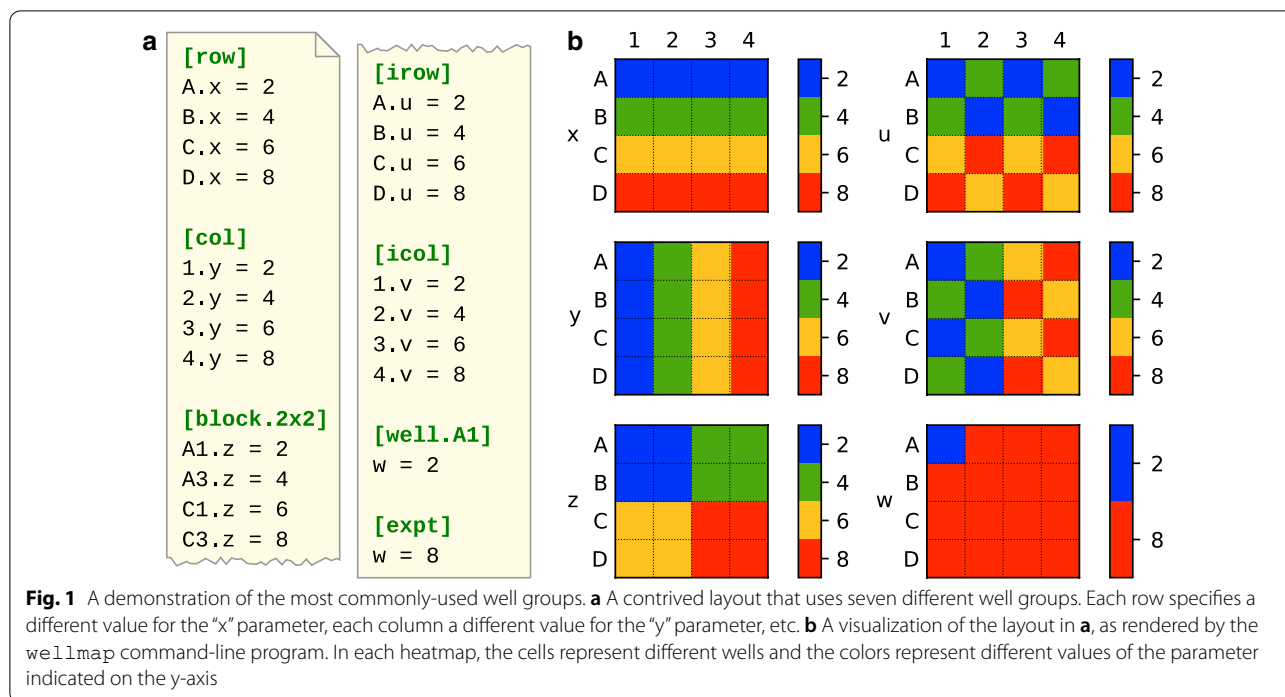 a
[row]
A.x = 2
B.x = 4
C.x = 6
D.x = 8
[col]
1.y = 2
2.y = 4
3.y = 6
4.y = 8
[block.2x2]
A1.z = 2
A3.z = 4
C1.z = 6
C3.z = 8
[irow]
A.u = 2
B.u = 4
C.u = 6
D.u = 8
[icol]
1.v = 2
2.v = 4
3.v = 6
4.v = 8
[well.A1]
w = 2
[expt]
w = 8
b
1 2 3 4
x
A
B
C
D
2
4
6
8
1 2 3 4
u
A
B
C
D
2
4
6
8
y
A
B
C
D
2
4
6
8
v
A
B
C
D
2
4
6
8
z
A
B
C
D
2
4
6
8
w
A
B
C
D
2
8
Fig. 1 A demonstration of the most commonly-used well groups. a A contrived layout that uses seven different well groups. Each row specifies a
different value for the “x” parameter, each column a different value for the “y” parameter, etc. b A visualization of the layout in a, as rendered by the
wellmap command-line program. In each heatmap, the cells represent different wells and the colors represent different values of the parameter
indicated on the y-axis